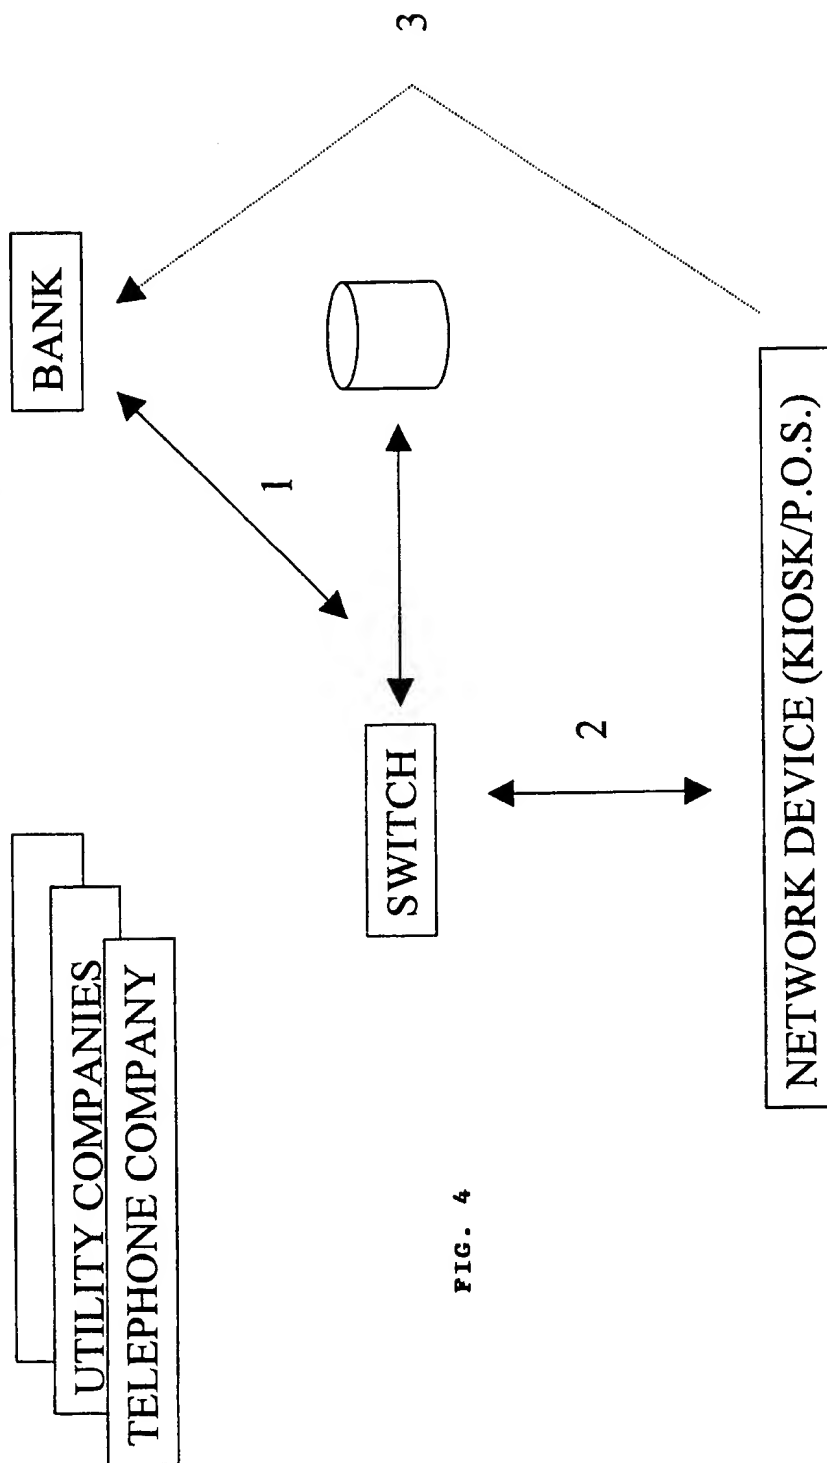 UTILITY COMPANIES
TELEPHONE COMPANY
BANK
1
3
SWITCH
2
NETWORK DEVICE (KIOSK/P.O.S.)
FIG. 4